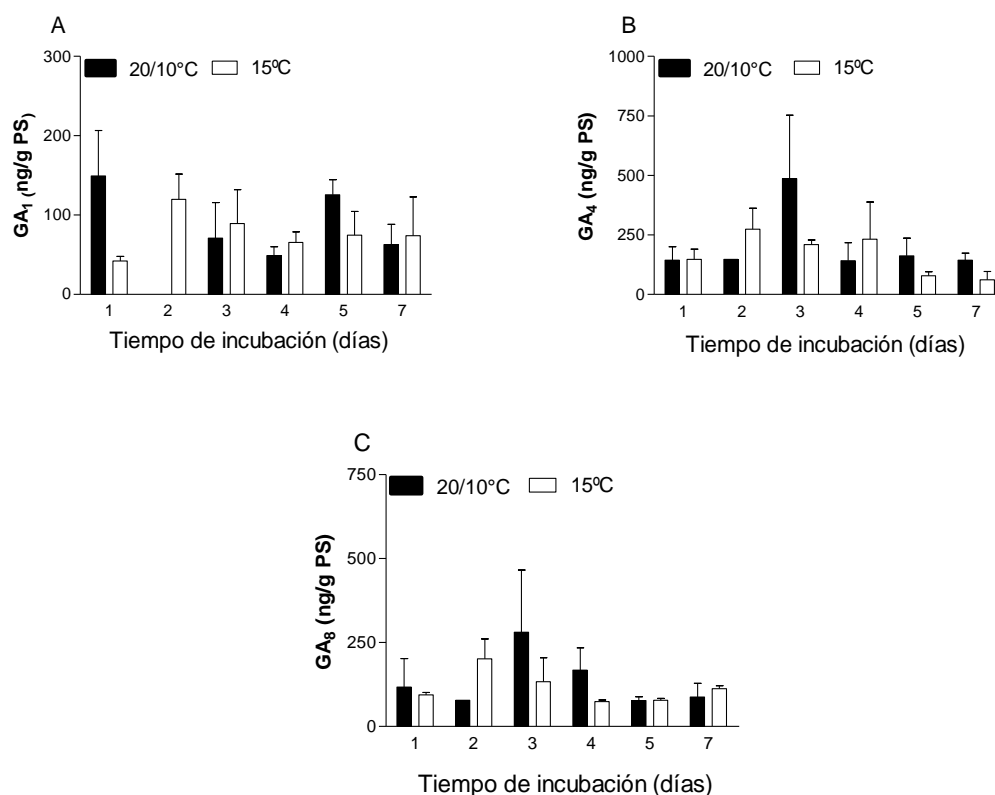 A
300
200
100
0
GA1 (ng/g PS)
20/10°C 15ºC
1 2 3 4 5 7
Tiempo de incubación (días)
B
1000
750
500
250
0
GA4 (ng/g PS)
20/10°C 15ºC
1 2 3 4 5 7
Tiempo de incubación (días)
C
750
500
250
0
GA8 (ng/g PS)
20/10°C 15ºC
1 2 3 4 5 7
Tiempo de incubación (días)